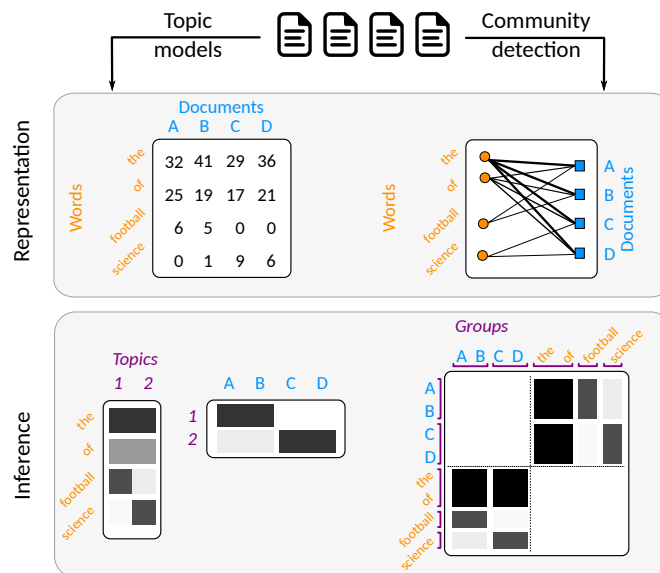 Topic
models
Community
detection
Representation
Documents
A B C D
Words
the 32 41 29 36
of 25 19 17 21
football 6 5 0 0
science 0 1 9 6
Words
the
of
football
science
A
B
C
D
Documents
Inference
Topics
1 2
the
of
football
science
A B C D
1
2
Groups
A B C D the of football science
A
B
C
D
the
of
football
science